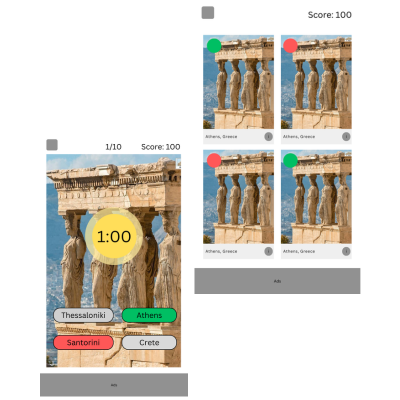 1/10 Score: 100
1:00
Thessaloniki Athens
Santorini Crete
Score: 100
Athens, Greece Athens, Greece
Athens, Greece Athens, Greece